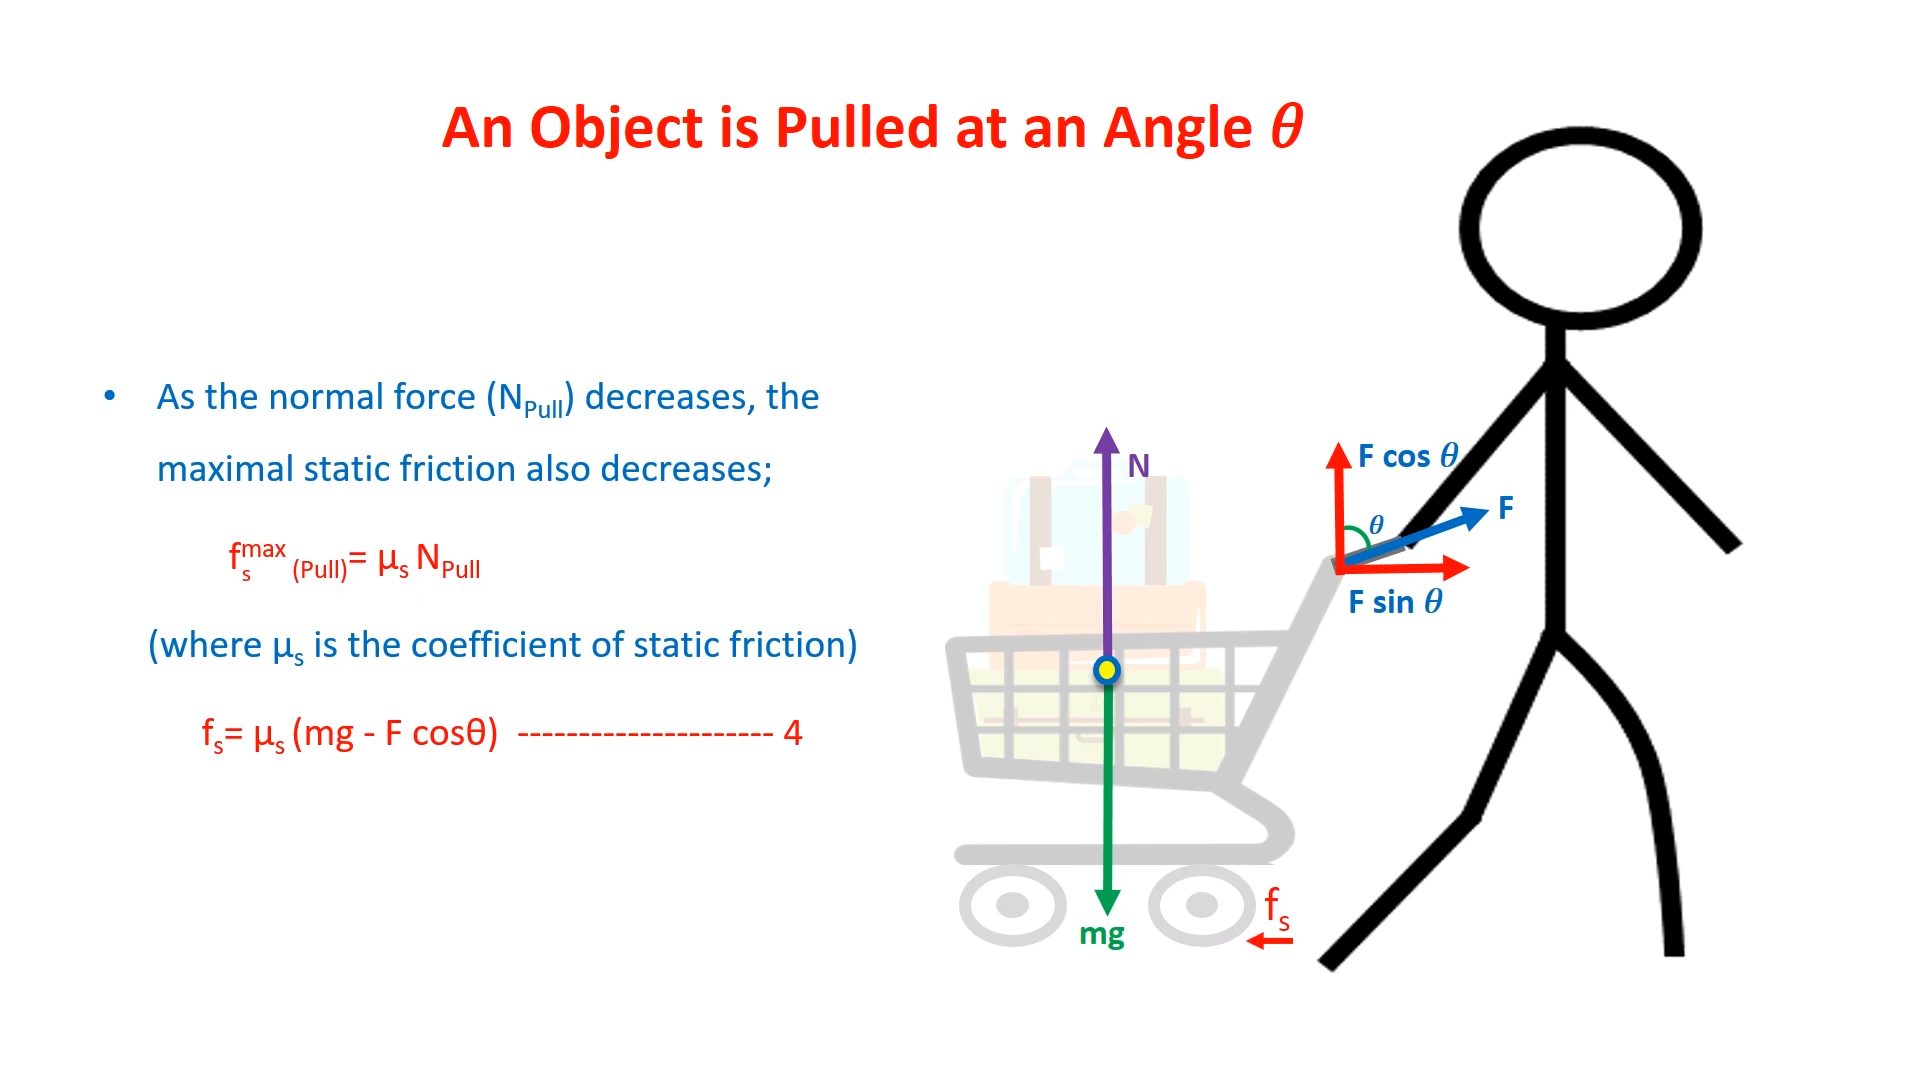 An Object is Pulled at an Angle 𝜃
• As the normal force (N_Pull) decreases, the
maximal static friction also decreases;
f_s^max (Pull)= μ_s N_Pull
(where μ_s is the coefficient of static friction)
f_s= μ_s (mg - F cosθ) --------------------- 4
N
F cos 𝜃
𝜃
F
F sin 𝜃
f_s
mg